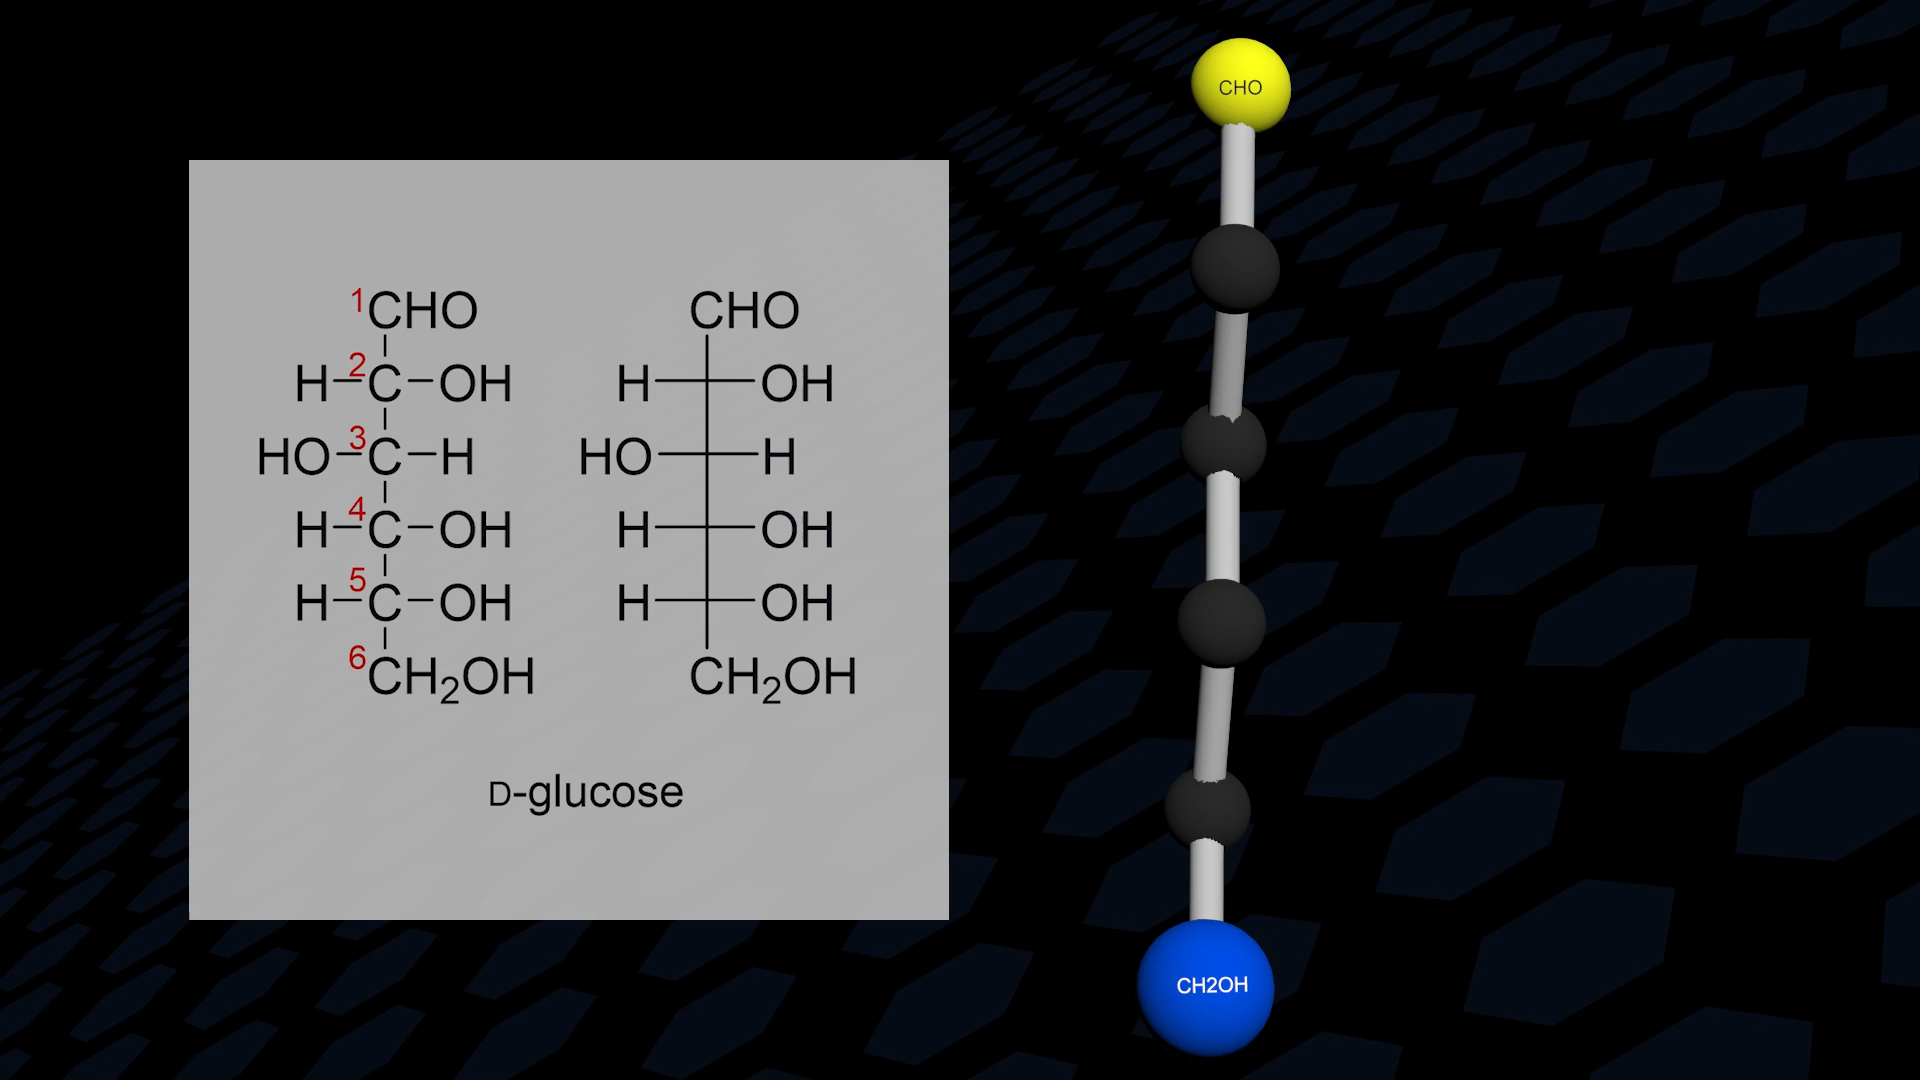 1CHO
H-2C-OH
HO-3C-H
H-4C-OH
H-5C-OH
6CH₂OH
CHO
H OH
HO H
H OH
H OH
CH₂OH
D-glucose
CHO
CH2OH